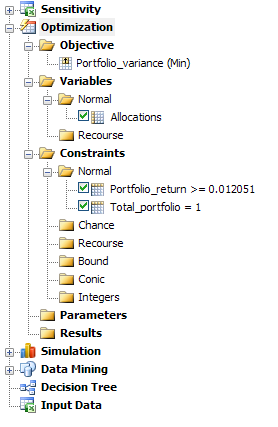 Sensitivity
Optimization
Objective
Portfolio_variance (Min)
Variables
Normal
Allocations
Recourse
Constraints
Normal
Portfolio_return >= 0.012051
Total_portfolio = 1
Chance
Recourse
Bound
Conic
Integers
Parameters
Results
Simulation
Data Mining
Decision Tree
Input Data